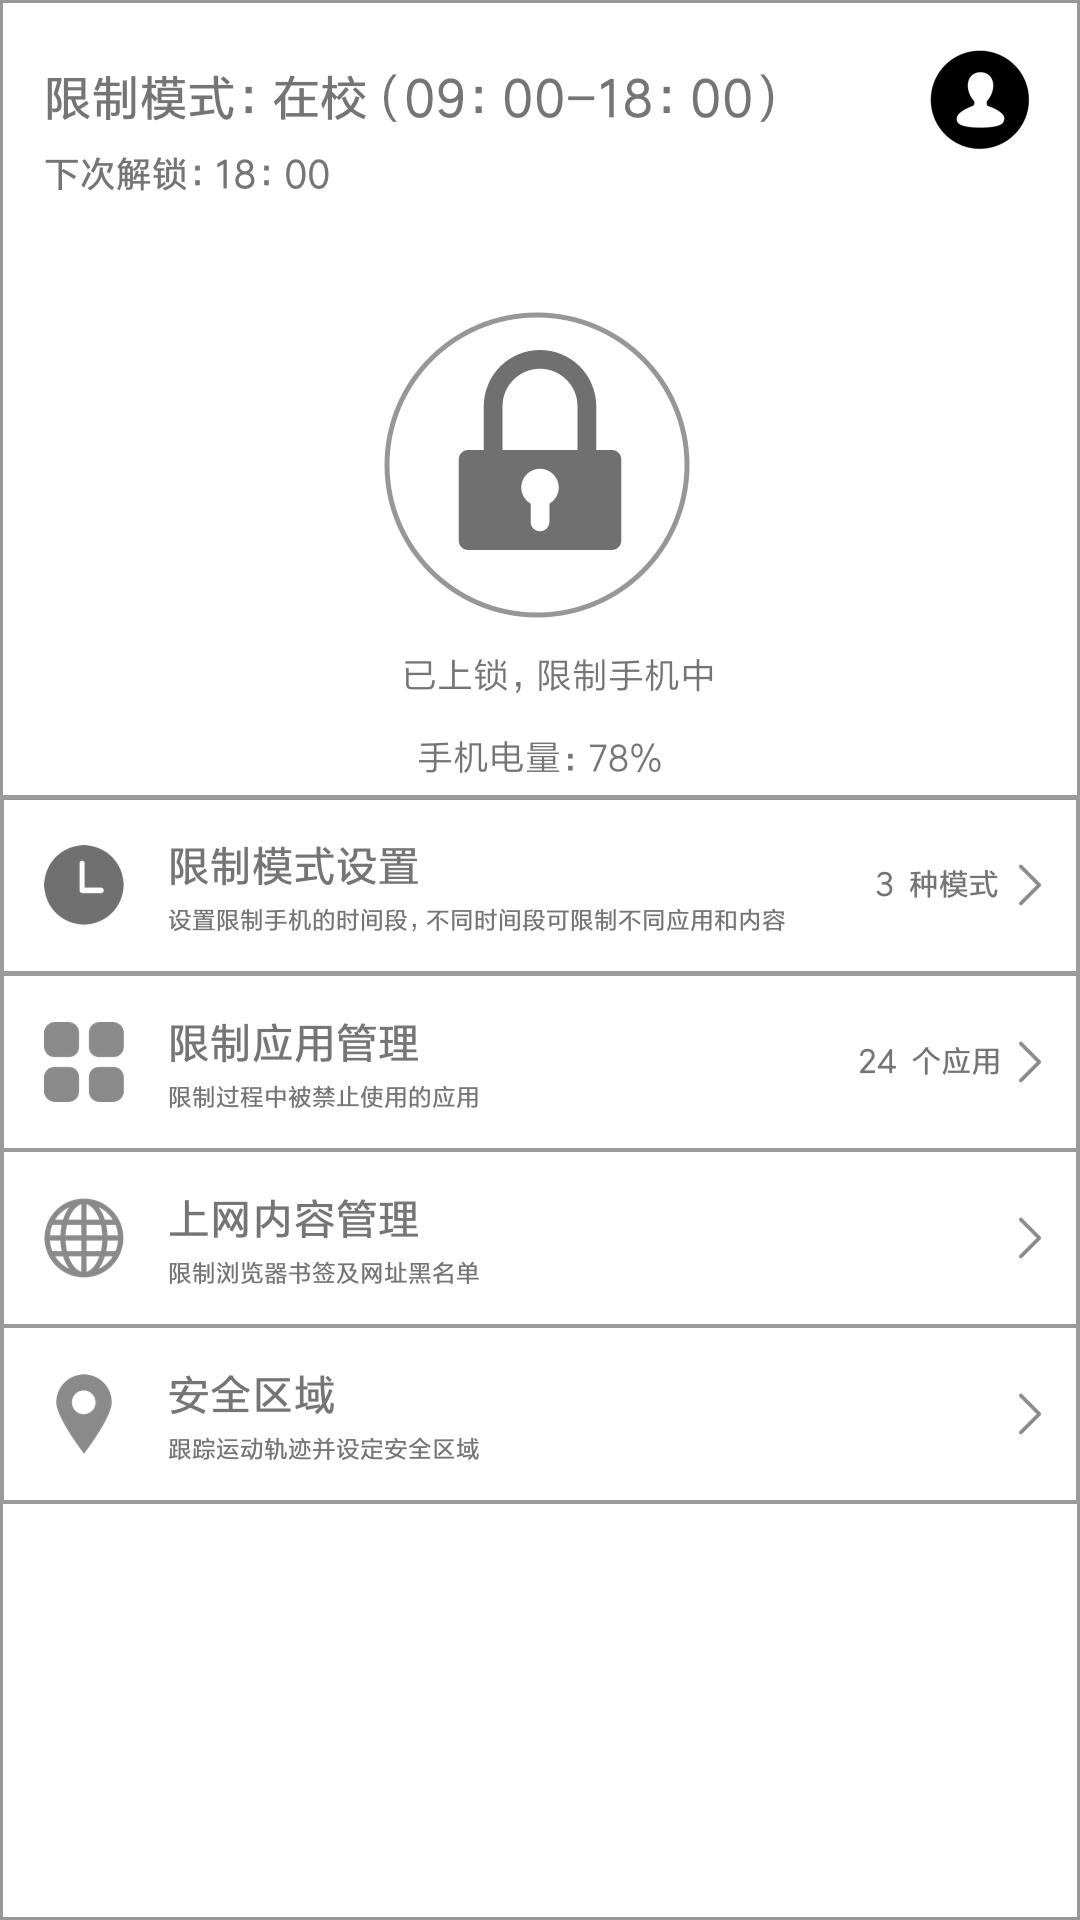 限制模式：在校（09：00-18：00）
下次解锁：18：00
已上锁，限制手机中
手机电量：78%
限制模式设置
设置限制手机的时间段，不同时间段可限制不同应用和内容
3 种模式
限制应用管理
限制过程中被禁止使用的应用
24 个应用
上网内容管理
限制浏览器书签及网址黑名单
安全区域
跟踪运动轨迹并设定安全区域